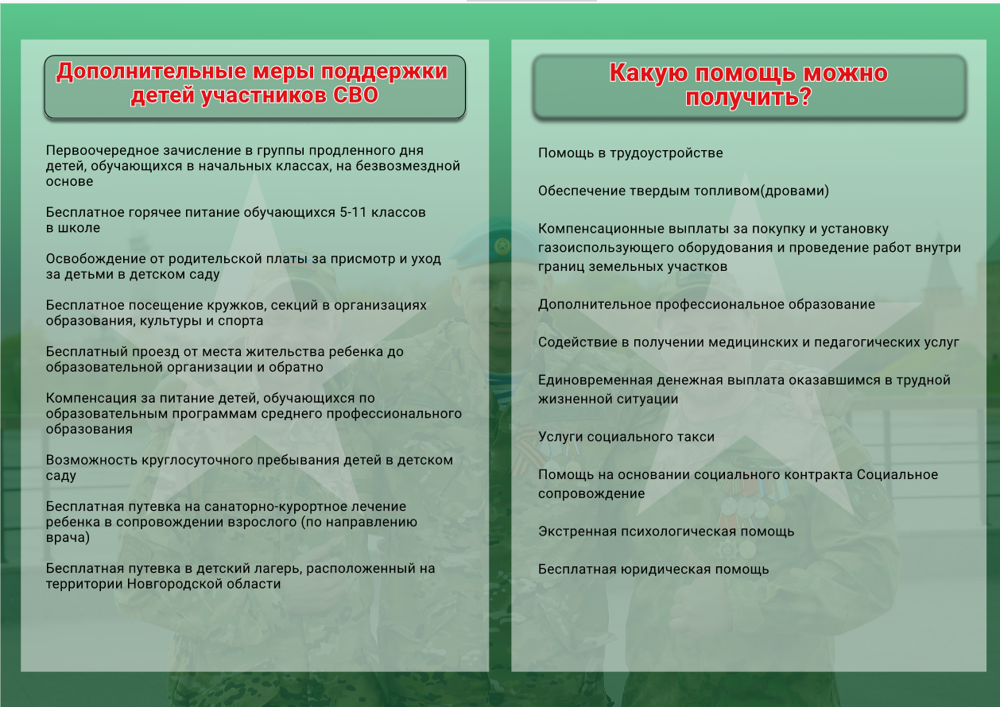 Дополнительные меры поддержки
детей участников СВО
Первоочередное зачисление в группы продленного дня
детей, обучающихся в начальных классах, на безвозмездной
основе
Бесплатное горячее питание обучающихся 5-11 классов
в школе
Освобождение от родительской платы за присмотр и уход
за детьми в детском саду
Бесплатное посещение кружков, секций в организациях
образования, культуры и спорта
Бесплатный проезд от места жительства ребенка до
образовательной организации и обратно
Компенсация за питание детей, обучающихся по
образовательным программам среднего профессионального
образования
Возможность круглосуточного пребывания детей в детском
саду
Бесплатная путевка на санаторно-курортное лечение
ребенка в сопровождении взрослого (по направлению
врача)
Бесплатная путевка в детский лагерь, расположенный на
территории Новгородской области
Какую помощь можно
получить?
Помощь в трудоустройстве
Обеспечение твердым топливом(дровами)
Компенсационные выплаты за покупку и установку
газоиспользующего оборудования и проведение работ внутри
границ земельных участков
Дополнительное профессиональное образование
Содействие в получении медицинских и педагогических услуг
Единовременная денежная выплата оказавшимся в трудной
жизненной ситуации
Услуги социального такси
Помощь на основании социального контракта Социальное
сопровождение
Экстренная психологическая помощь
Бесплатная юридическая помощь